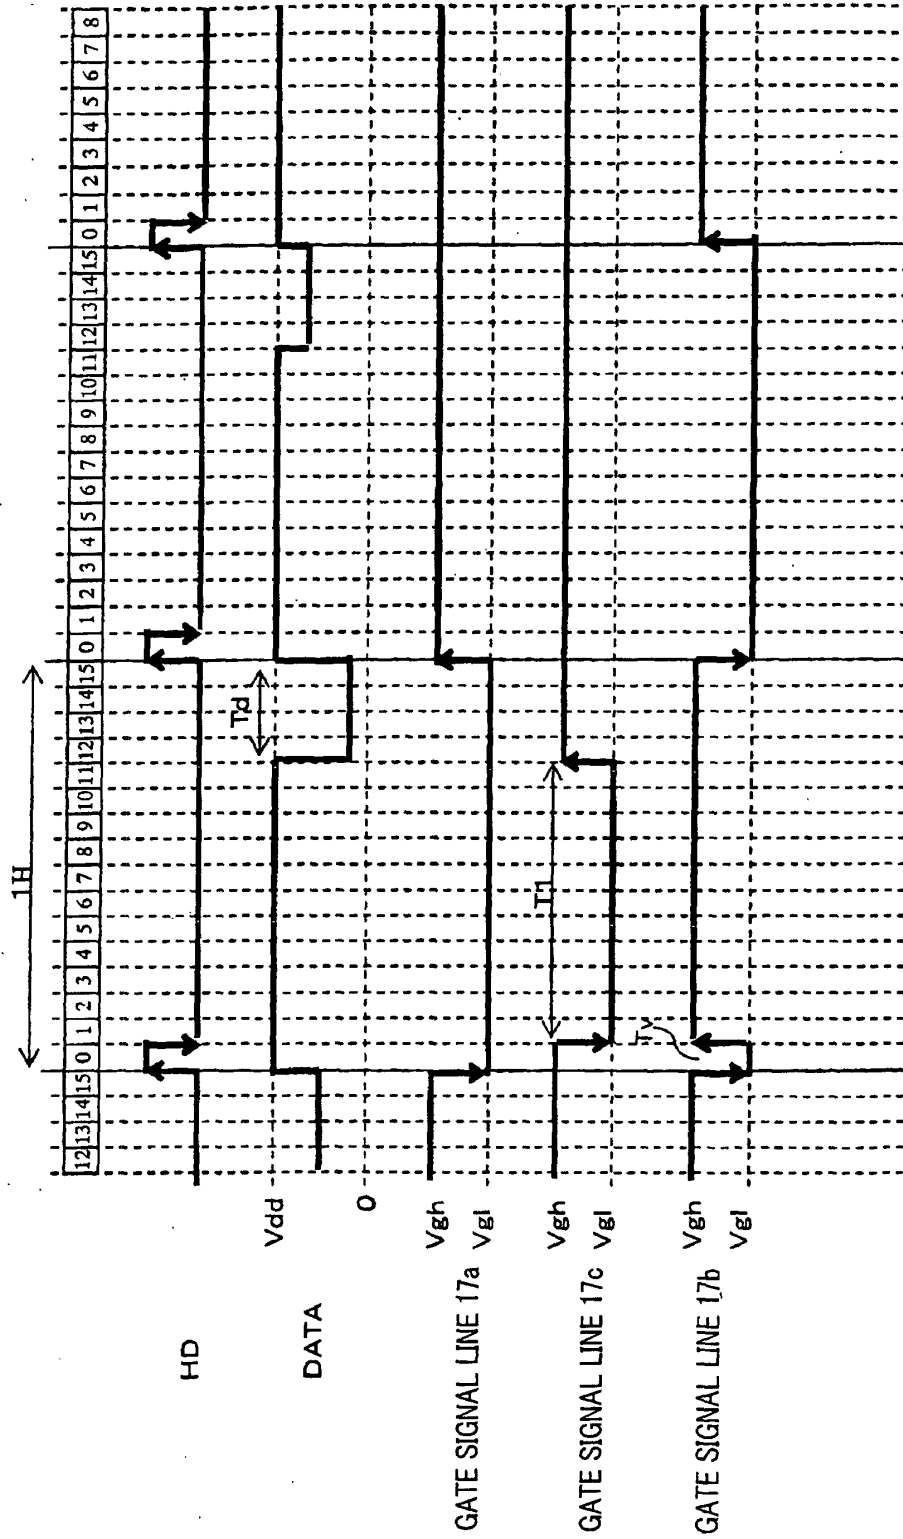 1H
12 13 14 15 0 1 2 3 4 5 6 7 8 9 10 11 12 13 14 15 0 1 2 3 4 5 6 7 8 9 10 11 12 13 14 15 0 1 2 3 4 5 6 7 8
HD
Vdd
Td
DATA
0
Vgh
GATE SIGNAL LINE 17a
Vgl
Vgh
T1
GATE SIGNAL LINE 17c
Vgl
Tv
Vgh
GATE SIGNAL LINE 17b
Vgl